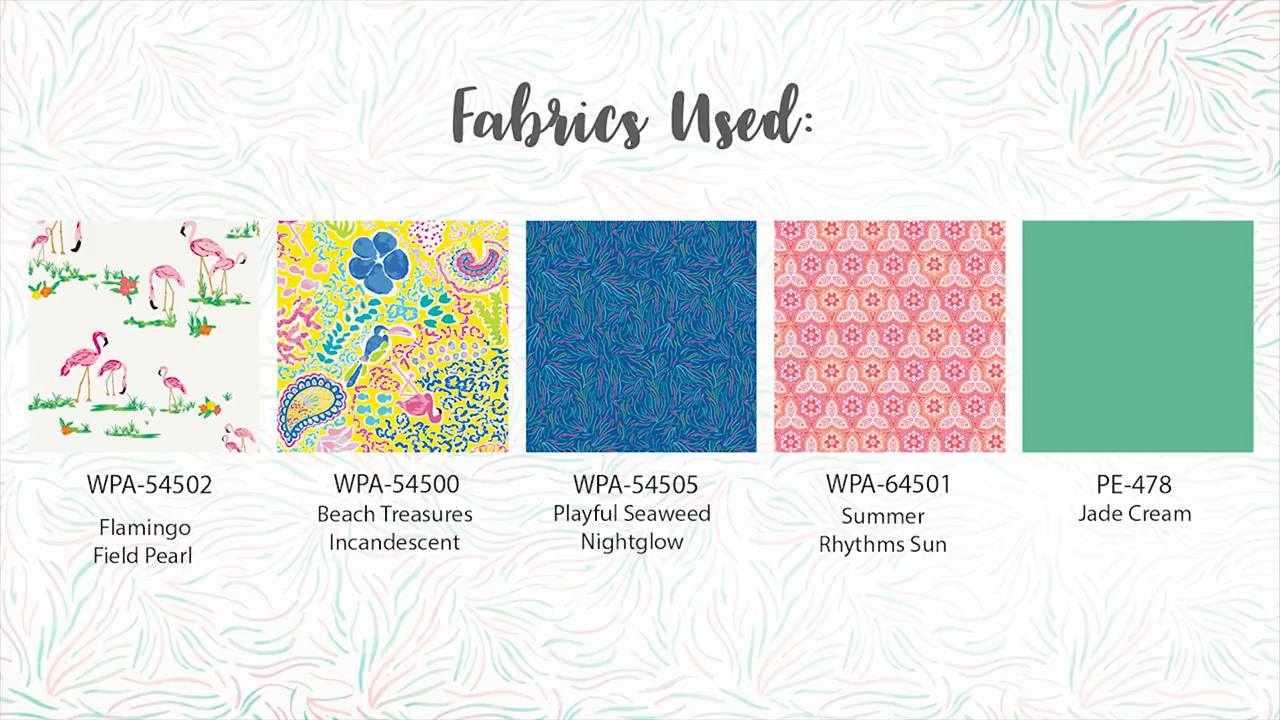 Fabrics Used:
WPA-54502
Flamingo
Field Pearl
WPA-54500
Beach Treasures
Incandescent
WPA-54505
Playful Seaweed
Nightglow
WPA-64501
Summer
Rhythms Sun
PE-478
Jade Cream